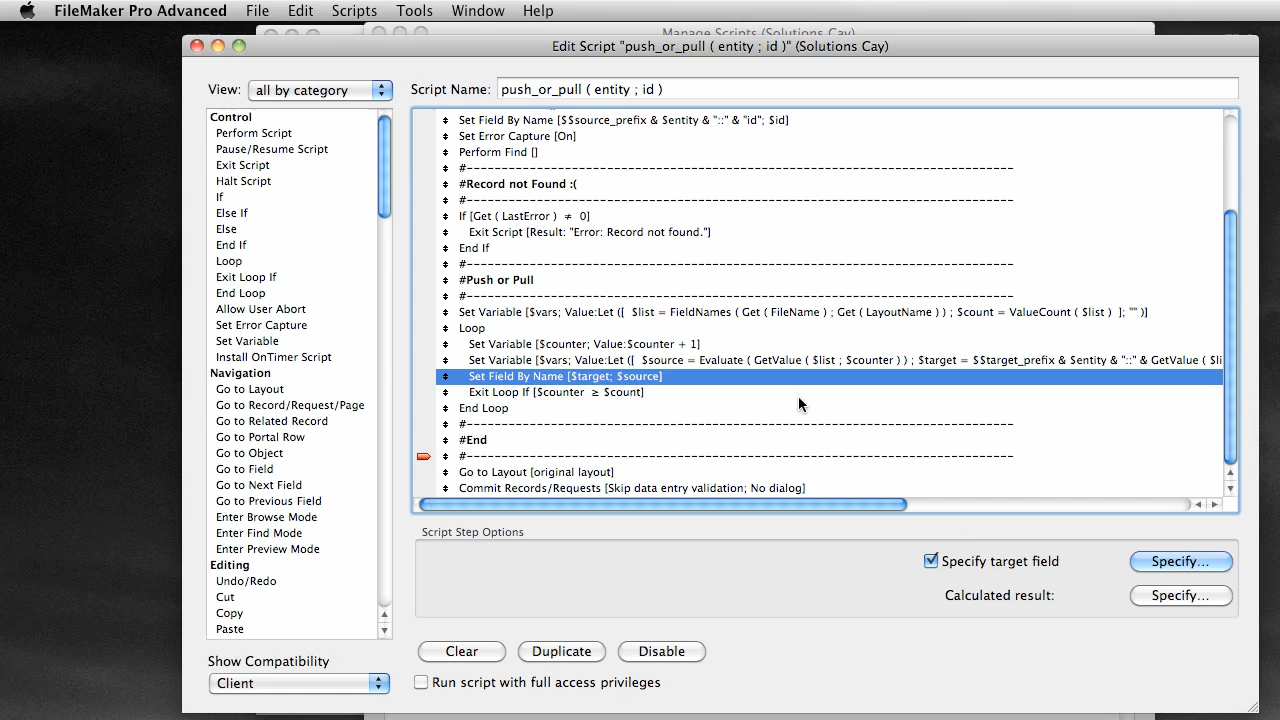 FileMaker Pro Advanced File Edit Scripts Tools Window Help
Manage Scripts (Solutions Cay)
Edit Script "push_or_pull ( entity ; id )" (Solutions Cay)
View: all by category
Script Name: push_or_pull ( entity ; id )
Control
Perform Script
Pause/Resume Script
Exit Script
Halt Script
If
Else If
Else
End If
Loop
Exit Loop If
End Loop
Allow User Abort
Set Error Capture
Set Variable
Install OnTimer Script
Navigation
Go to Layout
Go to Record/Request/Page
Go to Related Record
Go to Portal Row
Go to Object
Go to Field
Go to Next Field
Go to Previous Field
Enter Browse Mode
Enter Find Mode
Enter Preview Mode
Editing
Undo/Redo
Cut
Copy
Paste
Show Compatibility
Client
Set Field By Name [$$source_prefix & $entity & "::" & "id"; $id]
Set Error Capture [On]
Perform Find []
#--------------------------------------------------------------------------------
#Record not Found :(
#--------------------------------------------------------------------------------
If [Get ( LastError ) ≠ 0]
Exit Script [Result: "Error: Record not found."]
End If
#--------------------------------------------------------------------------------
#Push or Pull
#--------------------------------------------------------------------------------
Set Variable [$vars; Value:Let ([ $list = FieldNames ( Get ( FileName ) ; Get ( LayoutName ) ) ; $count = ValueCount ( $list ) ]; "" )]
Loop
Set Variable [$counter; Value:$counter + 1]
Set Variable [$vars; Value:Let ([ $source = Evaluate ( GetValue ( $list ; $counter ) ) ; $target = $$target_prefix & $entity & "::" & GetValue ( $li
Set Field By Name [$target; $source]
Exit Loop If [$counter ≥ $count]
End Loop
#--------------------------------------------------------------------------------
#End
#--------------------------------------------------------------------------------
Go to Layout [original layout]
Commit Records/Requests [Skip data entry validation; No dialog]
Script Step Options
Specify target field Specify...
Calculated result: Specify...
Clear Duplicate Disable
Run script with full access privileges